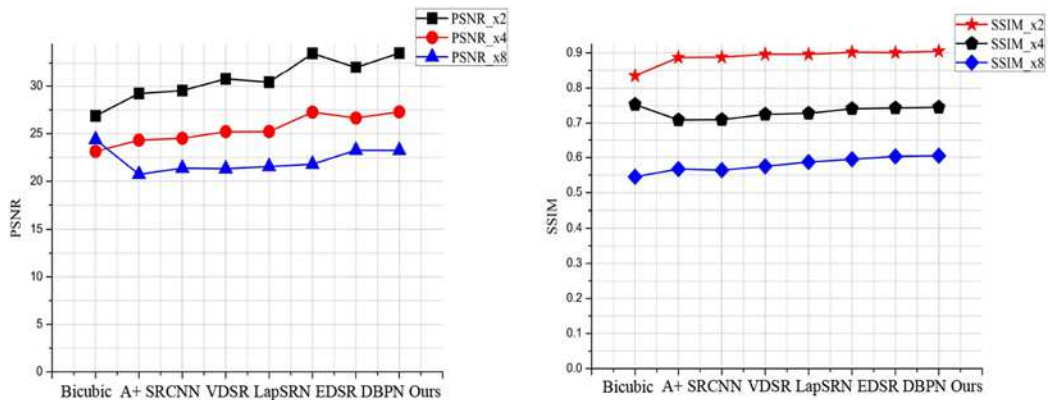 PSNR_x2
PSNR_x4
PSNR_x8
30
25
20
15
10
5
0
PSNR
Bicubic A+ SRCNN VDSR LapSRN EDSR DBPN Ours
SSIM_x2
SSIM_x4
SSIM_x8
0.9
0.8
0.7
0.6
0.5
0.4
0.3
0.2
0.1
0.0
SSIM
Bicubic A+ SRCNN VDSR LapSRN EDSR DBPN Ours